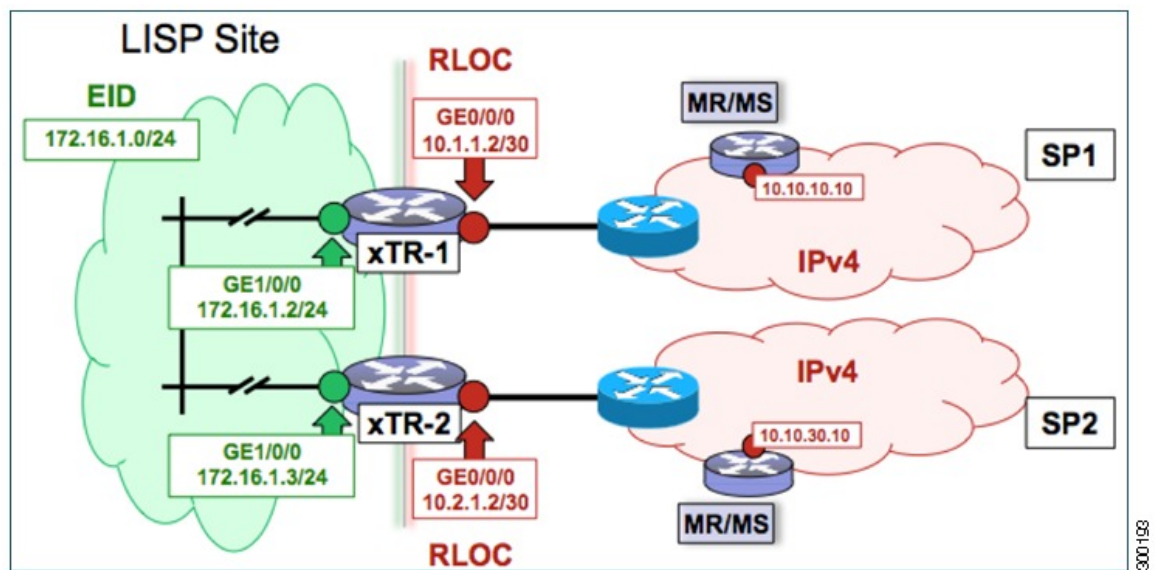 LISP Site
EID
172.16.1.0/24
RLOC
GE0/0/0
10.1.1.2/30
MR/MS
10.10.10.10
SP1
xTR-1
IPv4
GE1/0/0
172.16.1.2/24
IPv4
xTR-2
10.10.30.10
SP2
GE1/0/0
172.16.1.3/24
GE0/0/0
10.2.1.2/30
MR/MS
RLOC
300193